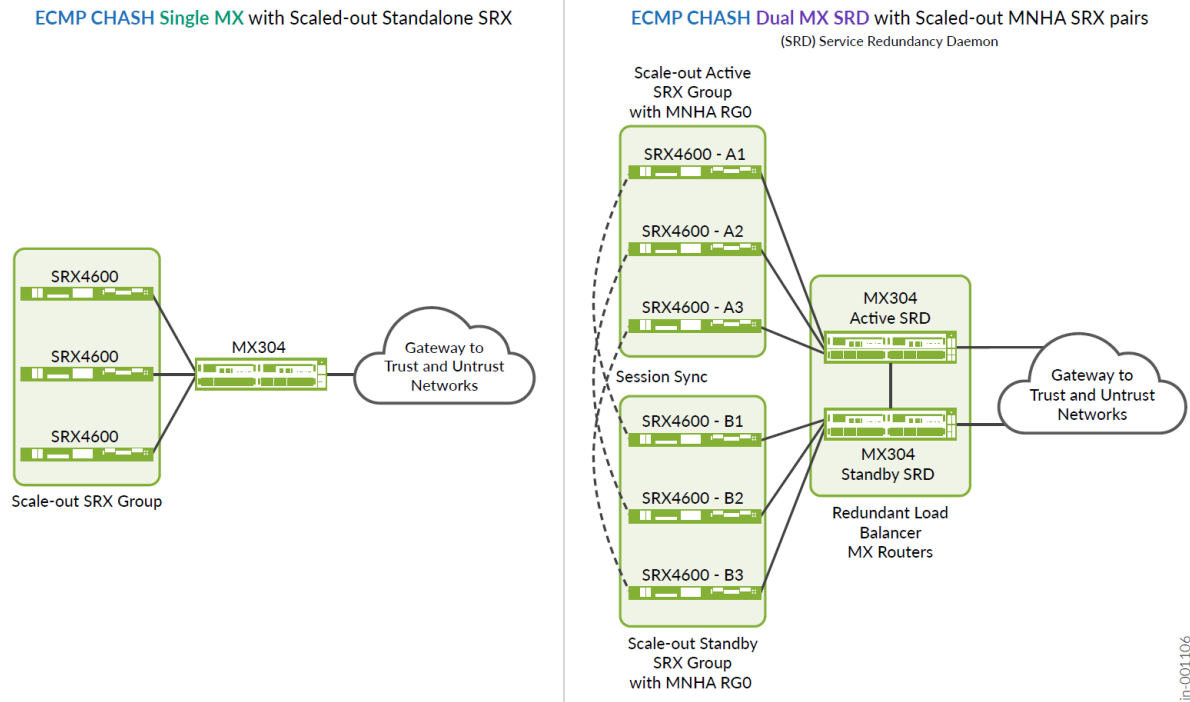 ECMP CHASH Single MX with Scaled-out Standalone SRX
SRX4600
SRX4600
SRX4600
Scale-out SRX Group
MX304
Gateway to
Trust and Untrust
Networks
ECMP CHASH Dual MX SRD with Scaled-out MNHA SRX pairs
(SRD) Service Redundancy Daemon
Scale-out Active
SRX Group
with MNHA RG0
SRX4600 - A1
SRX4600 - A2
SRX4600 - A3
Session Sync
SRX4600 - B1
SRX4600 - B2
SRX4600 - B3
Scale-out Standby
SRX Group
with MNHA RG0
MX304
Active SRD
MX304
Standby SRD
Redundant Load
Balancer
MX Routers
Gateway to
Trust and Untrust
Networks
in-001106